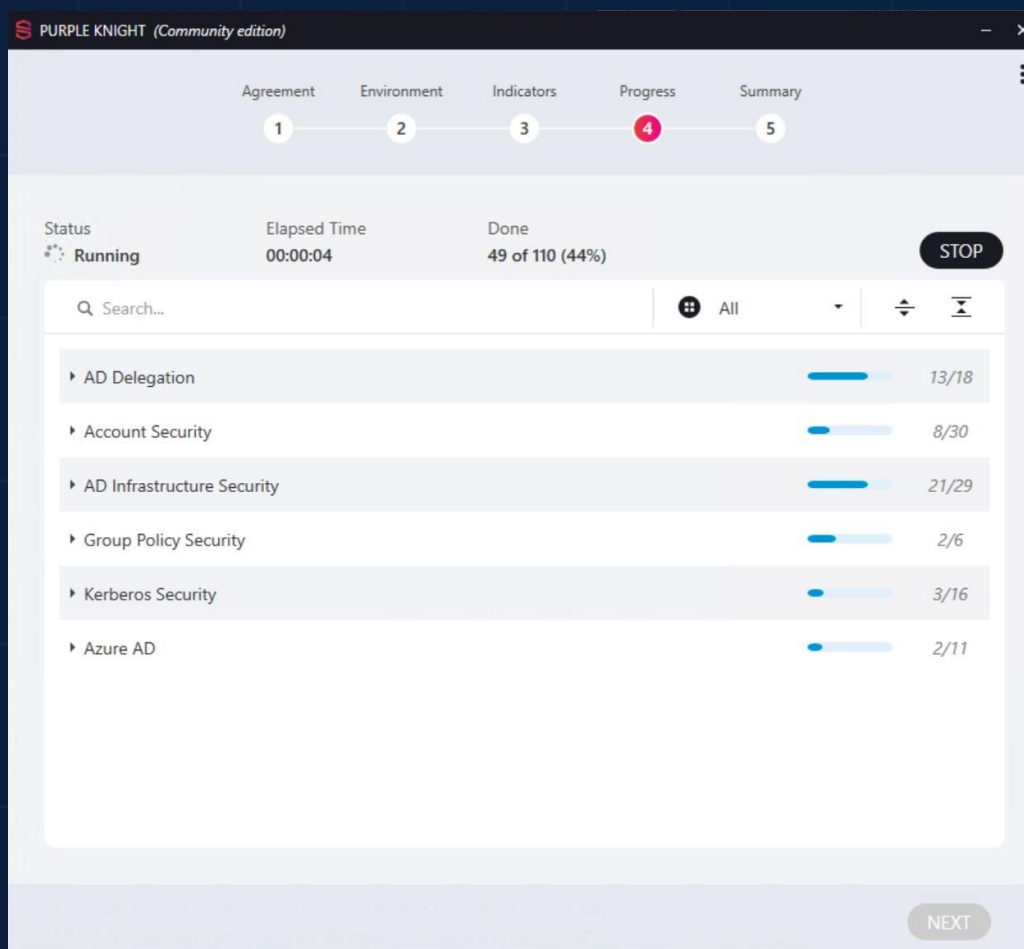 PURPLE KNIGHT (Community edition)
Agreement Environment Indicators Progress Summary
1 2 3 4 5
Status Elapsed Time Done
Running 00:00:04 49 of 110 (44%)
STOP
Search...
All
AD Delegation 13/18
Account Security 8/30
AD Infrastructure Security 21/29
Group Policy Security 2/6
Kerberos Security 3/16
Azure AD 2/11
NEXT